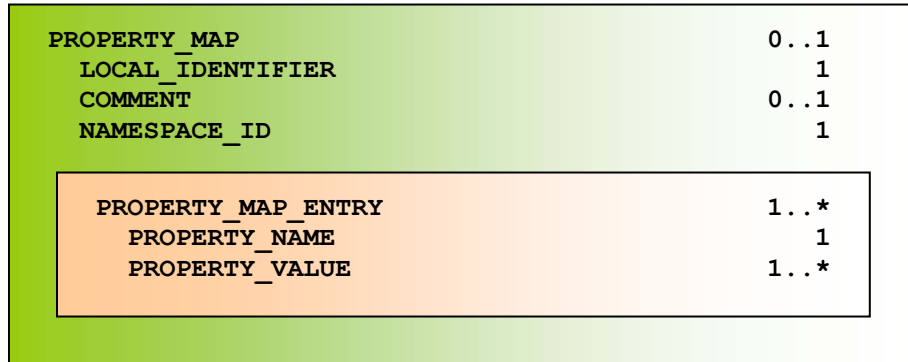 PROPERTY_MAP 0..1
LOCAL_IDENTIFIER 1
COMMENT 0..1
NAMESPACE_ID 1
PROPERTY_MAP_ENTRY 1..*
PROPERTY_NAME 1
PROPERTY_VALUE 1..*